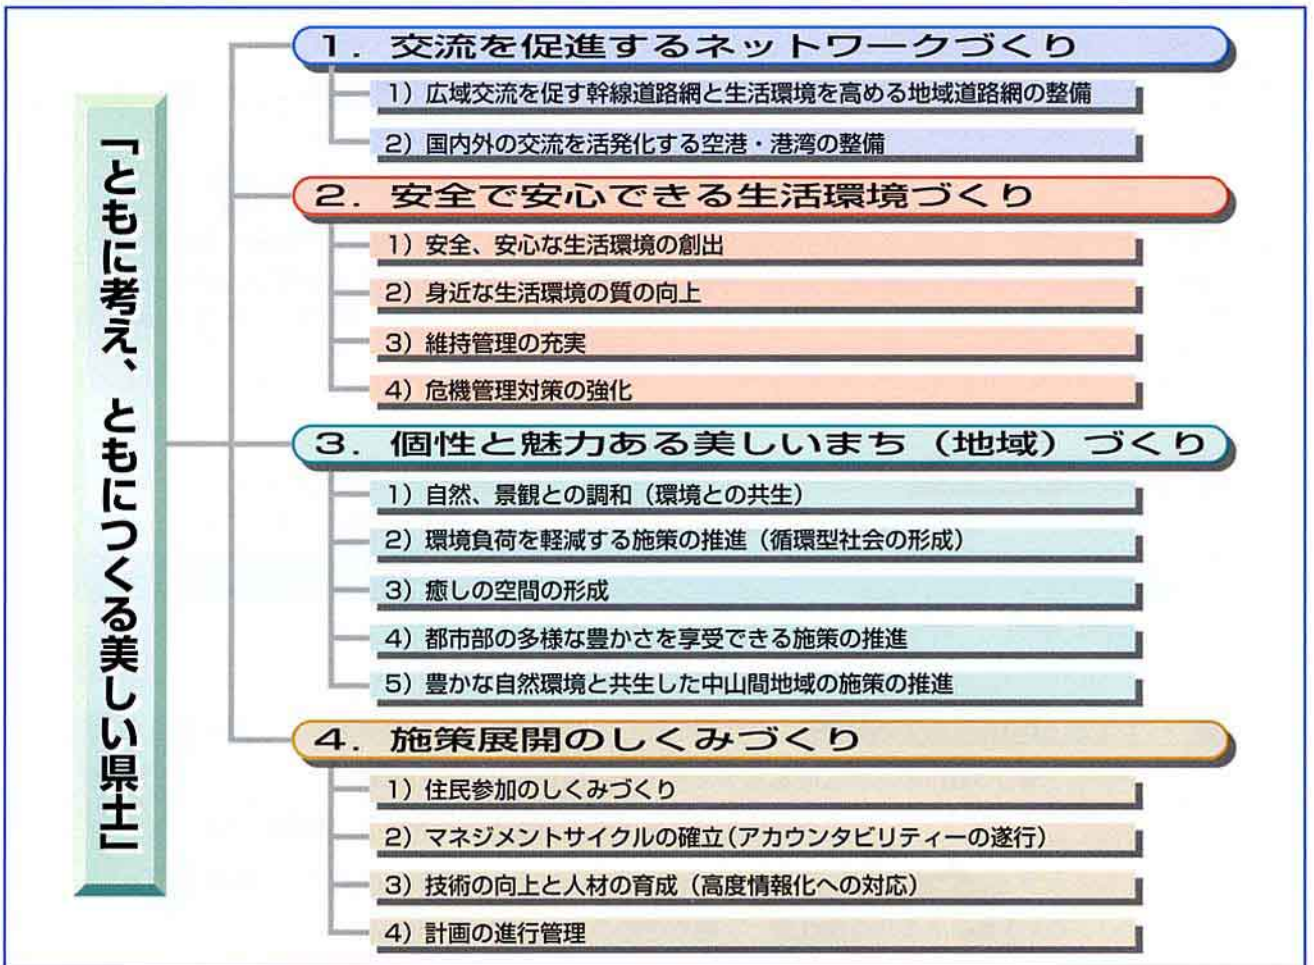 「ともに考え、ともにつくる美しい県土」
1．交流を促進するネットワークづくり
1）広域交流を促す幹線道路網と生活環境を高める地域道路網の整備
2）国内外の交流を活発化する空港・港湾の整備
2．安全で安心できる生活環境づくり
1）安全、安心な生活環境の創出
2）身近な生活環境の質の向上
3）維持管理の充実
4）危機管理対策の強化
3．個性と魅力ある美しいまち（地域）づくり
1）自然、景観との調和（環境との共生）
2）環境負荷を軽減する施策の推進（循環型社会の形成）
3）癒しの空間の形成
4）都市部の多様な豊かさを享受できる施策の推進
5）豊かな自然環境と共生した中山間地域の施策の推進
4．施策展開のしくみづくり
1）住民参加のしくみづくり
2）マネジメントサイクルの確立（アカウンタビリティーの遂行）
3）技術の向上と人材の育成（高度情報化への対応）
4）計画の進行管理